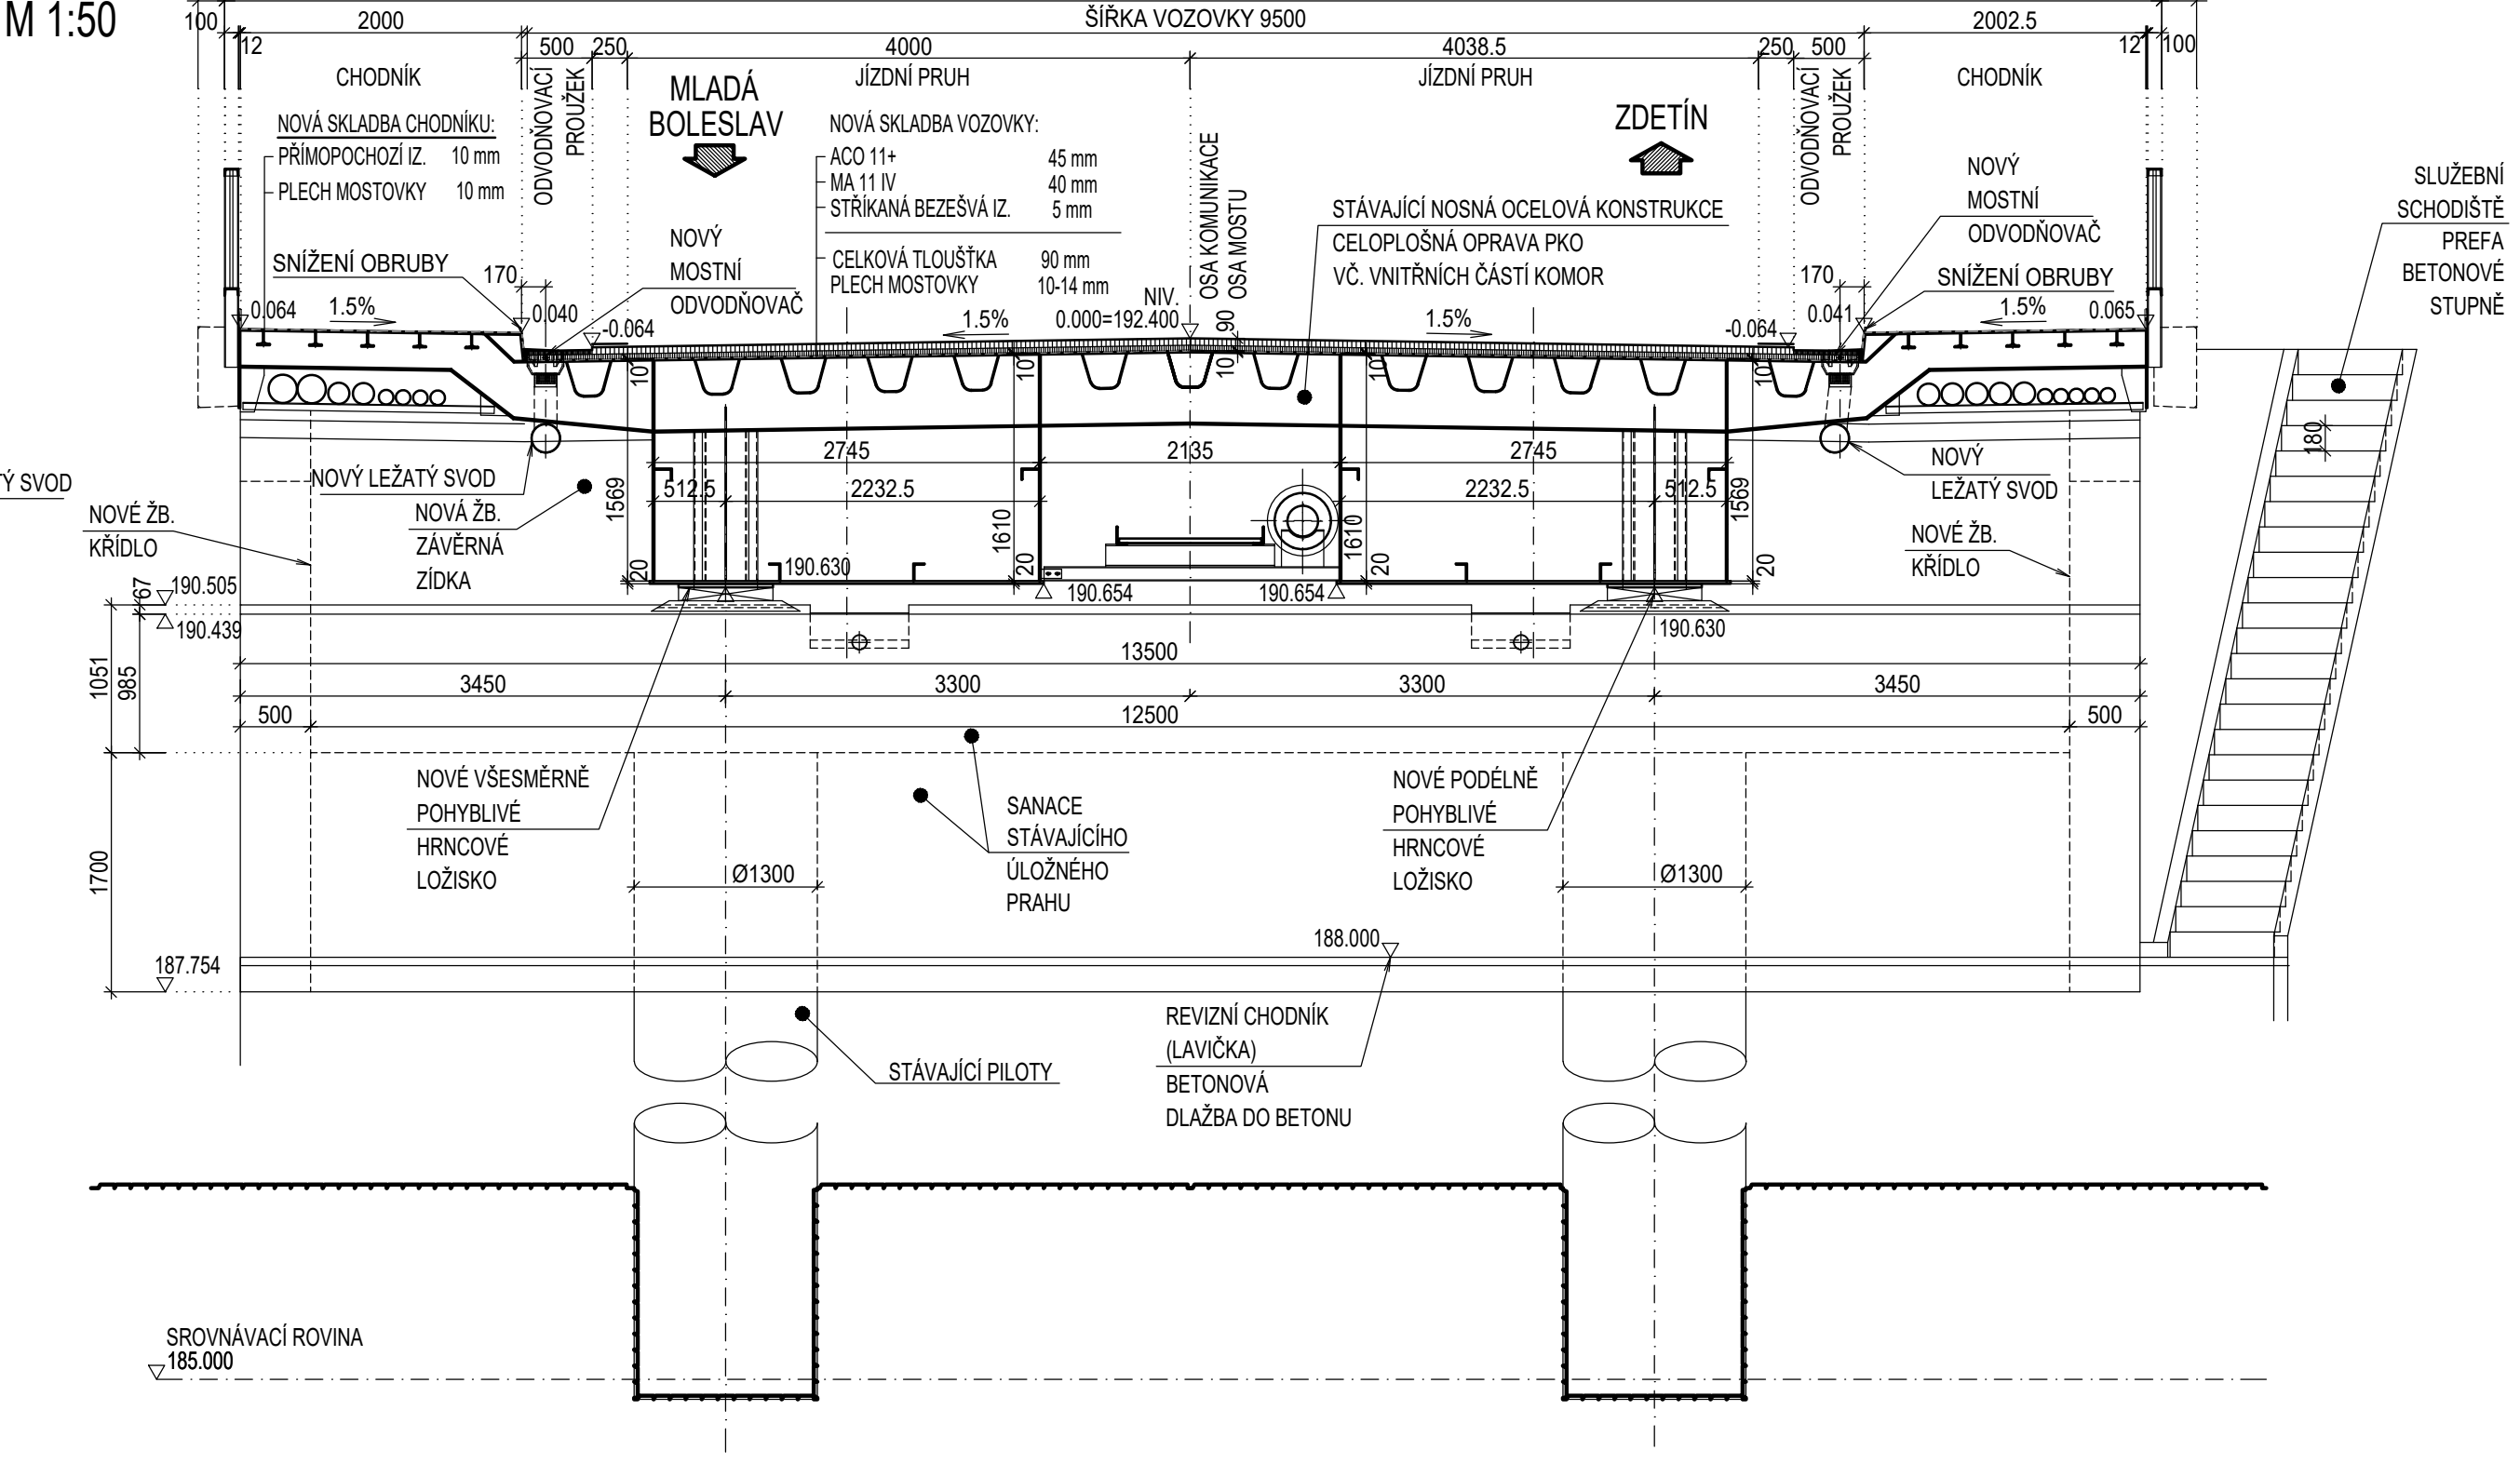 M 1:50
100
12
2000
ŠÍŘKA VOZOVKY 9500
2002.5
12
100
500
250
4000
4038.5
250
500
CHODNÍK
ODVODŇOVACÍ
PROUŽEK
JÍZDNÍ PRUH
JÍZDNÍ PRUH
ODVODŇOVACÍ
PROUŽEK
CHODNÍK
MLADÁ
BOLESLAV
ZDETÍN
NOVÁ SKLADBA CHODNÍKU:
PŘÍMOPOCHOZÍ IZ. 10 mm
PLECH MOSTOVKY 10 mm
NOVÁ SKLADBA VOZOVKY:
ACO 11+ 45 mm
MA 11 IV 40 mm
STŘÍKANÁ BEZEŠVÁ IZ. 5 mm
CELKOVÁ TLOUŠŤKA 90 mm
PLECH MOSTOVKY 10-14 mm
OSA KOMUNIKACE
OSA MOSTU
STÁVAJÍCÍ NOSNÁ OCELOVÁ KONSTRUKCE
CELOPLOŠNÁ OPRAVA PKO
VČ. VNITŘNÍCH ČÁSTÍ KOMOR
NOVÝ
MOSTNÍ
ODVODŇOVAČ
NOVÝ
MOSTNÍ
ODVODŇOVAČ
SLUŽEBNÍ
SCHODIŠTĚ
PREFA
BETONOVÉ
STUPNĚ
SNÍŽENÍ OBRUBY
170
170
SNÍŽENÍ OBRUBY
0.064
1.5%
0.040
-0.064
1.5%
NIV.
0.000=192.400
90
10
1.5%
-0.064
0.041
1.5%
0.065
10
10
10
10
180
2745
2135
2745
512.5
2232.5
2232.5
512.5
1569
1610
1610
1569
20
20
20
20
TÝ SVOD
NOVÝ LEŽATÝ SVOD
NOVÝ
LEŽATÝ SVOD
NOVÉ ŽB.
KŘÍDLO
NOVÁ ŽB.
ZÁVĚRNÁ
ZÍDKA
NOVÉ ŽB.
KŘÍDLO
190.630
190.654
190.654
190.630
67
190.505
190.439
13500
1051
985
3450
3300
3300
3450
500
12500
500
NOVÉ VŠESMĚRNĚ
POHYBLIVÉ
HRNCOVÉ
LOŽISKO
SANACE
STÁVAJÍCÍHO
ÚLOŽNÉHO
PRAHU
NOVÉ PODÉLNĚ
POHYBLIVÉ
HRNCOVÉ
LOŽISKO
1700
Ø1300
Ø1300
188.000
187.754
REVIZNÍ CHODNÍK
(LAVIČKA)
BETONOVÁ
DLAŽBA DO BETONU
STÁVAJÍCÍ PILOTY
SROVNÁVACÍ ROVINA
185.000